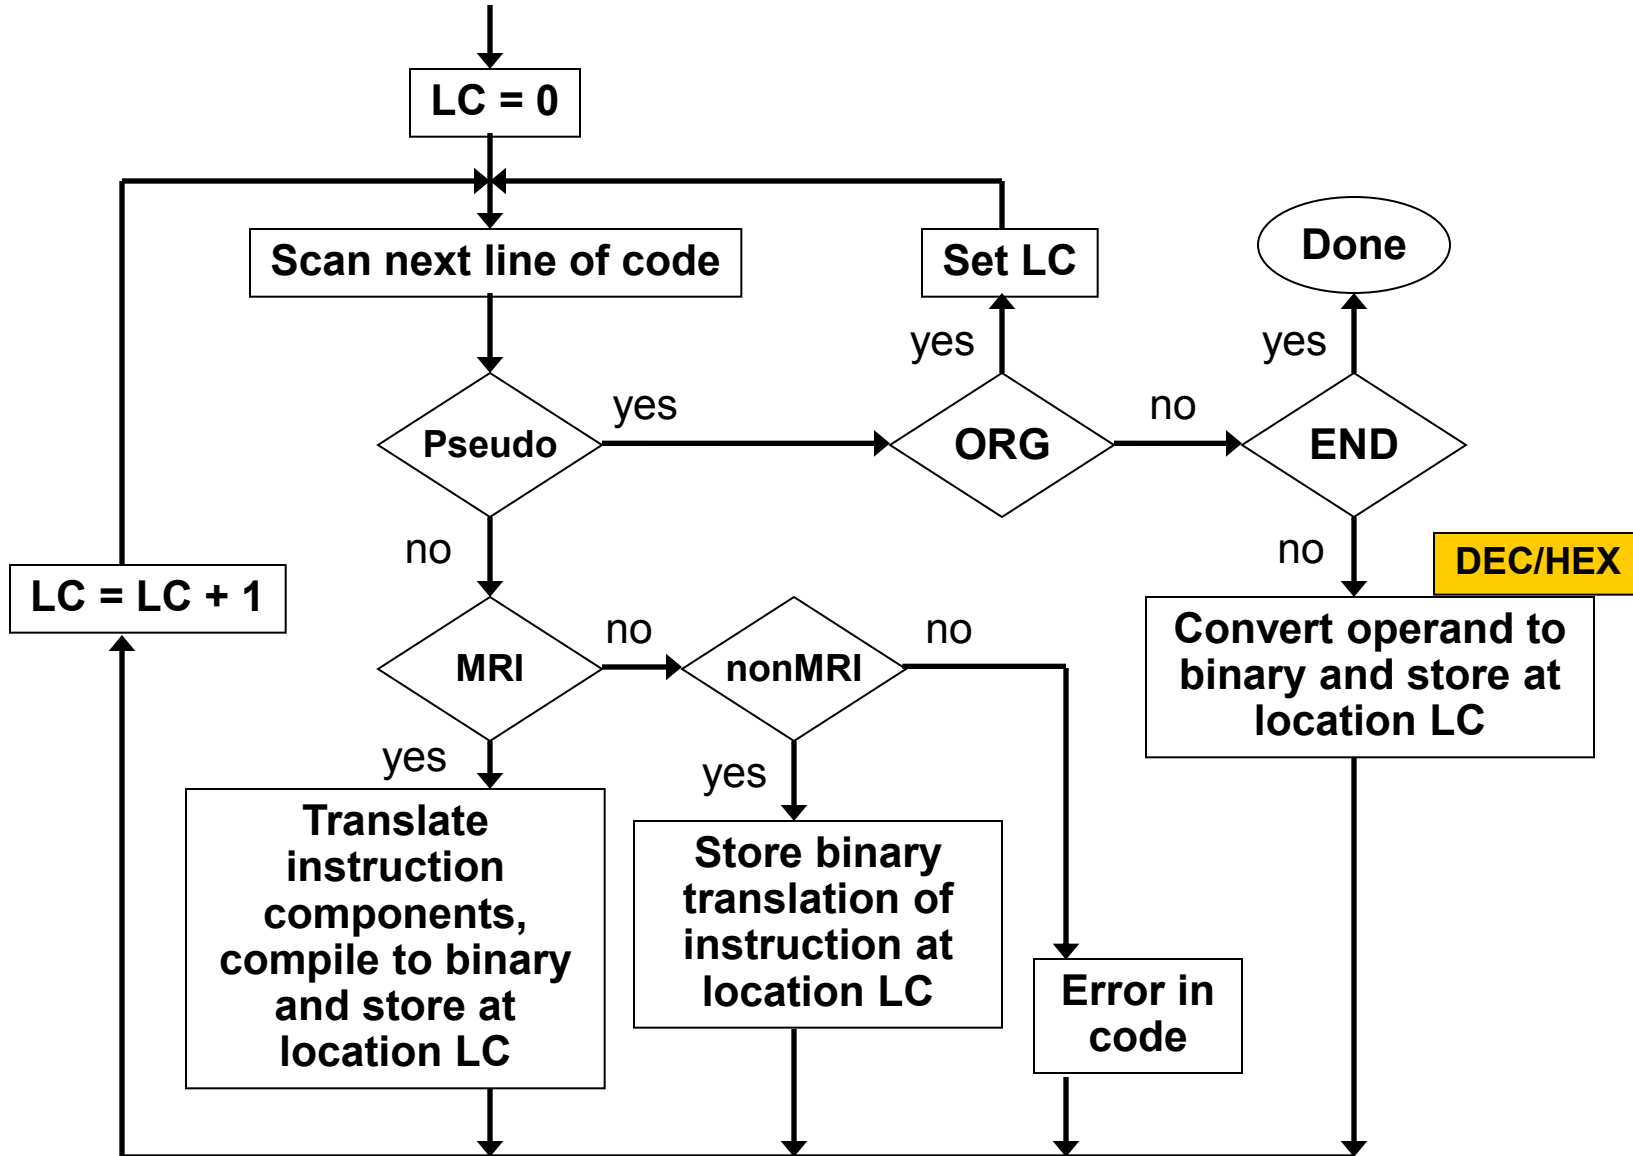 LC = 0
Scan next line of code
Set LC
Done
yes
yes
Pseudo
yes
ORG
no
END
no
no
DEC/HEX
LC = LC + 1
MRI
no
nonMRI
no
Convert operand to
binary and store at
location LC
yes
yes
Translate
instruction
components,
compile to binary
and store at
location LC
Store binary
translation of
instruction at
location LC
Error in
code